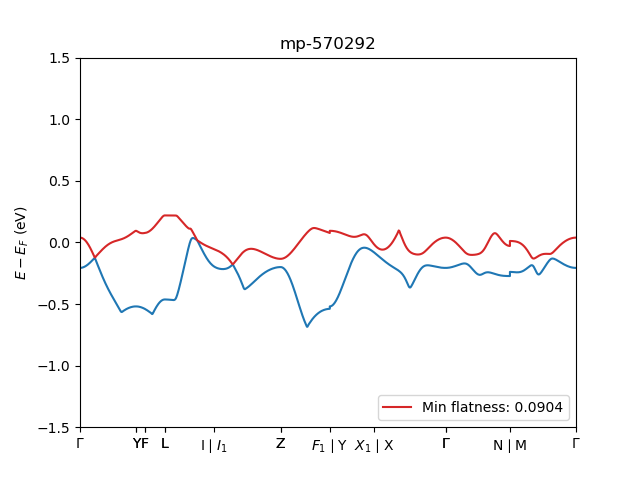 mp-570292
E − E_F (eV)
1.5
1.0
0.5
0.0
−0.5
−1.0
−1.5
Min flatness: 0.0904
Γ YF L I | I₁ Z F₁ | Y X₁ | X Γ N | M Γ